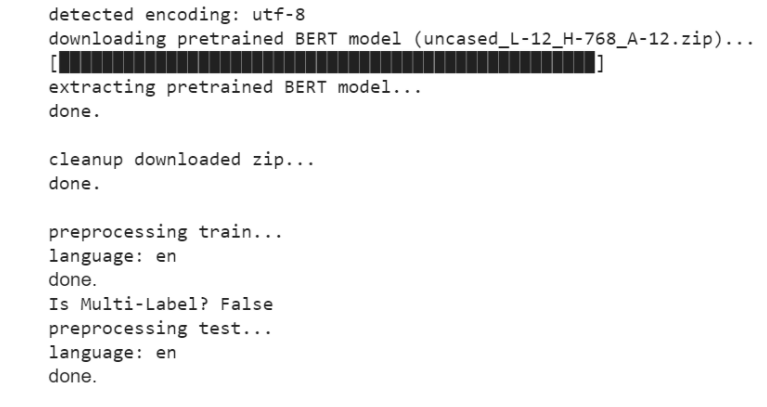 detected encoding: utf-8
downloading pretrained BERT model (uncased_L-12_H-768_A-12.zip)...
[██████████████████████████████████████████████████]
extracting pretrained BERT model...
done.
cleanup downloaded zip...
done.
preprocessing train...
language: en
done.
Is Multi-Label? False
preprocessing test...
language: en
done.